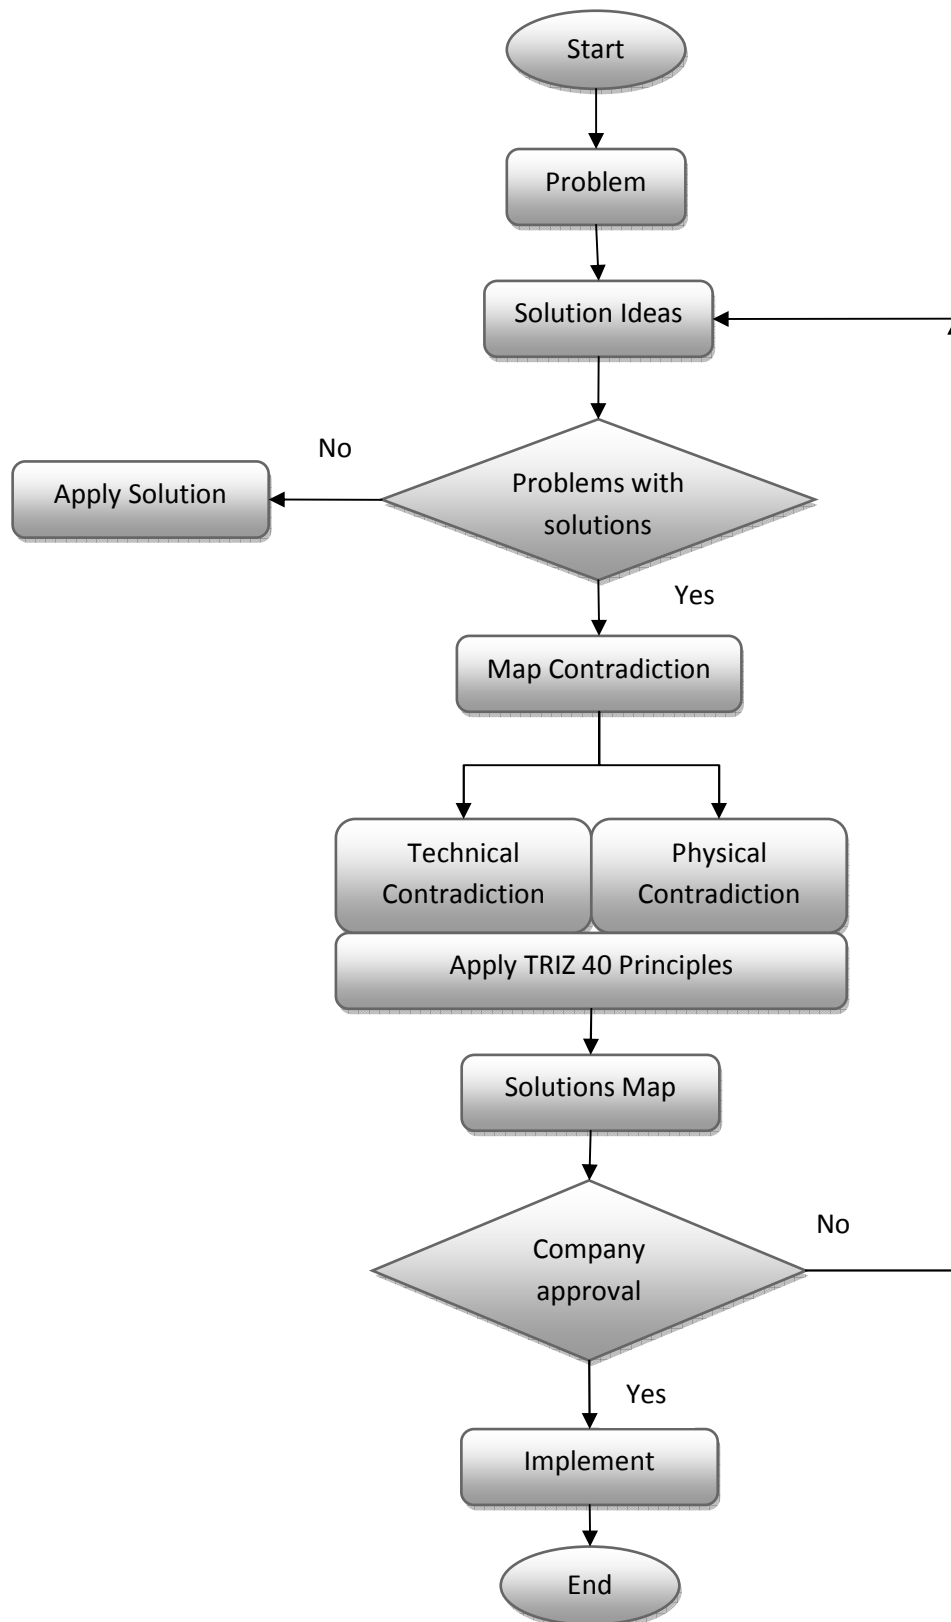 Start
Problem
Solution Ideas
No
Apply Solution
Problems with
solutions
Yes
Map Contradiction
Technical
Contradiction
Physical
Contradiction
Apply TRIZ 40 Principles
Solutions Map
No
Company
approval
Yes
Implement
End